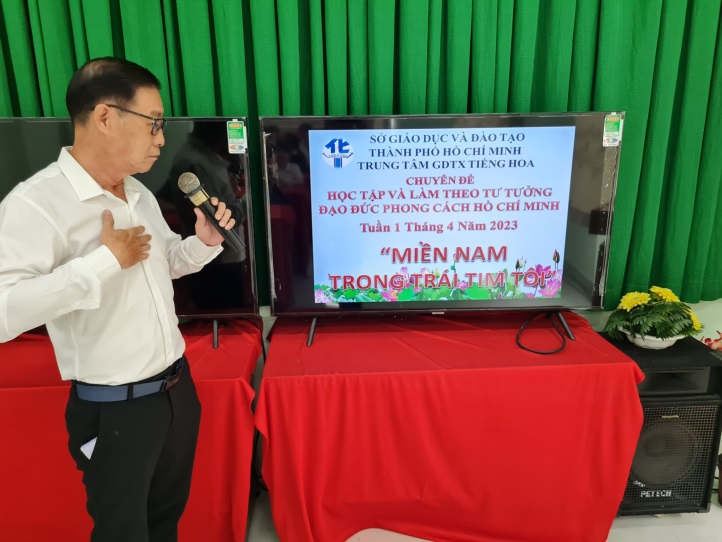 SỞ GIÁO DỤC VÀ ĐÀO TẠO
THÀNH PHỐ HỒ CHÍ MINH
TRUNG TÂM GDTX TIẾNG HOA
CHUYÊN ĐỀ
HỌC TẬP VÀ LÀM THEO TƯ TƯỞNG
ĐẠO ĐỨC PHONG CÁCH HỒ CHÍ MINH
Tuần 1 Tháng 4 Năm 2023
“MIỀN NAM
TRONG TRÁI TIM TÔI”
PETECH